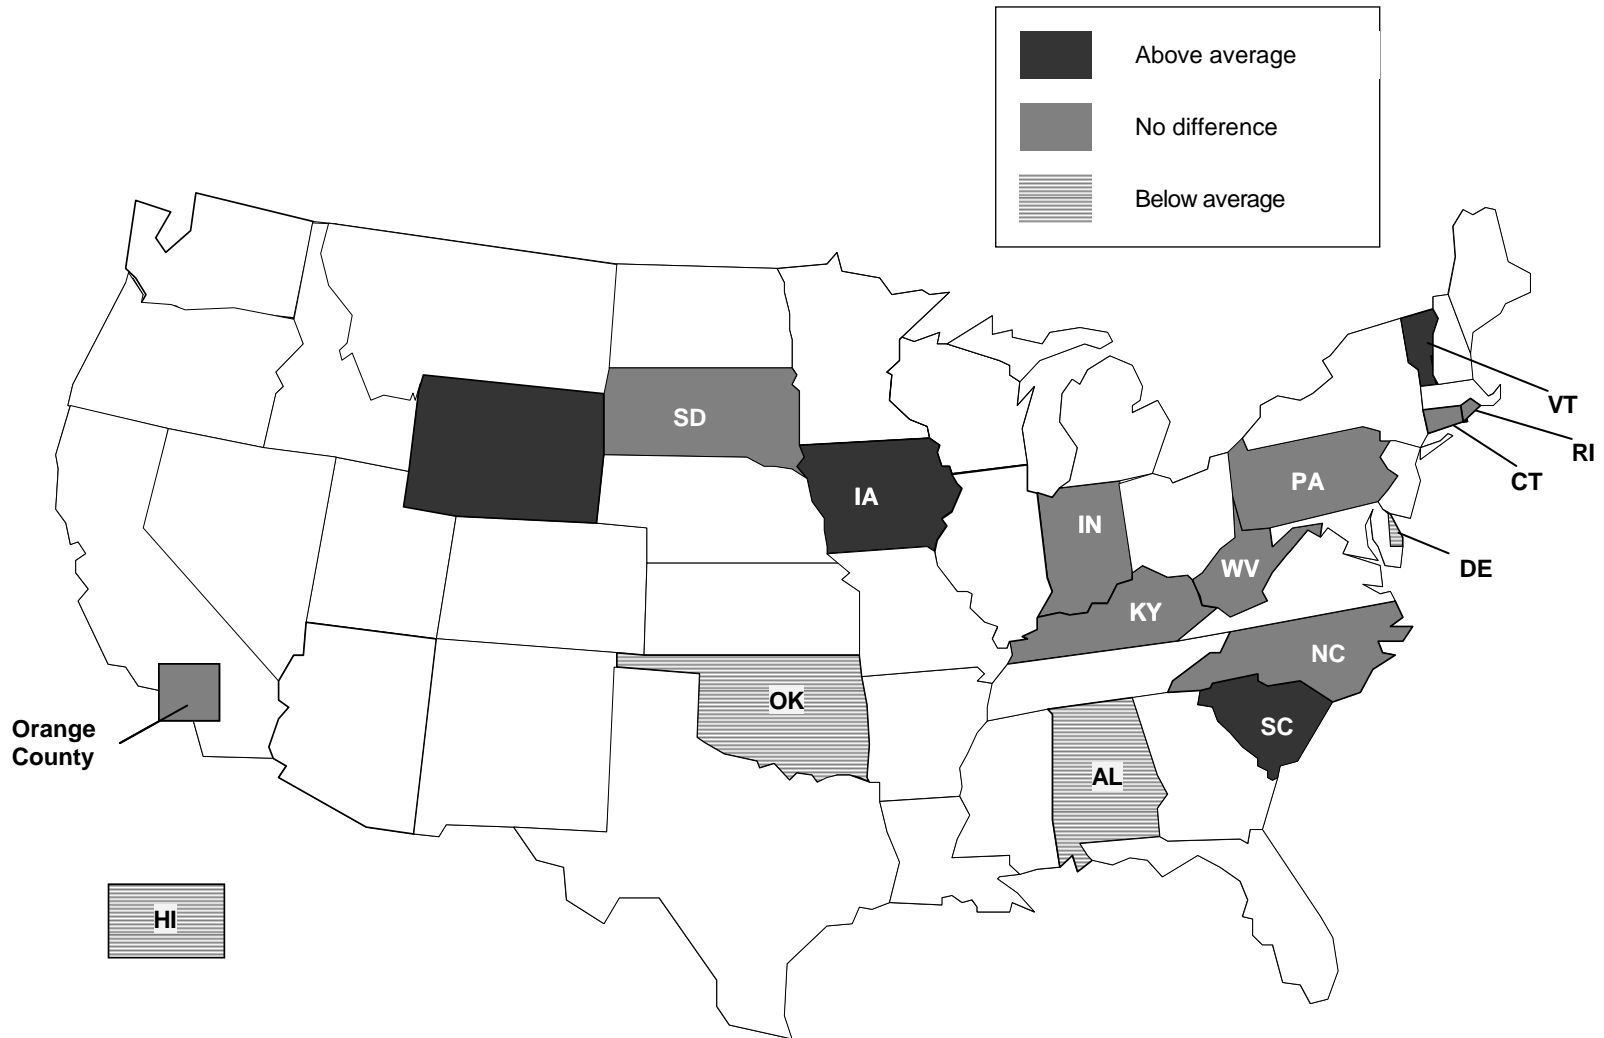 Above average
No difference
Below average
VT
RI
CT
SD
PA
IA
IN
DE
WV
KY
NC
OK
SC
Orange
County
AL
HI